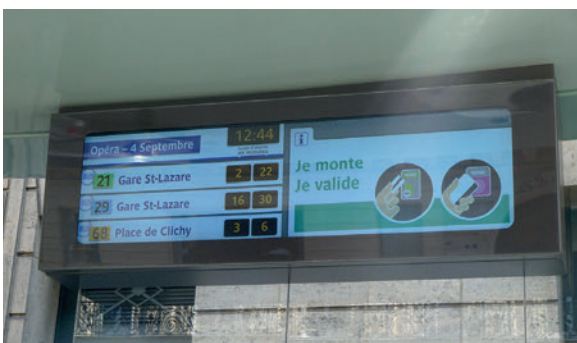 Opéra – 4 Septembre 12:44
21 Gare St-Lazare 2 22
29 Gare St-Lazare 16 30
68 Place de Clichy 3 6
i
Je monte
Je valide